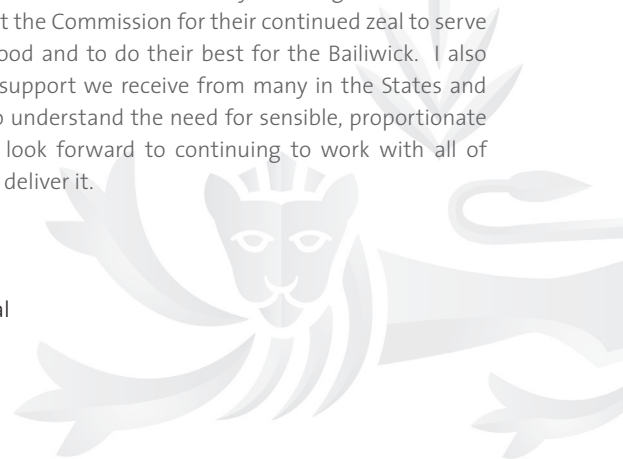 t the Commission for their continued zeal to serve
ood and to do their best for the Bailiwick. I also
support we receive from many in the States and
o understand the need for sensible, proportionate
look forward to continuing to work with all of
deliver it.
al